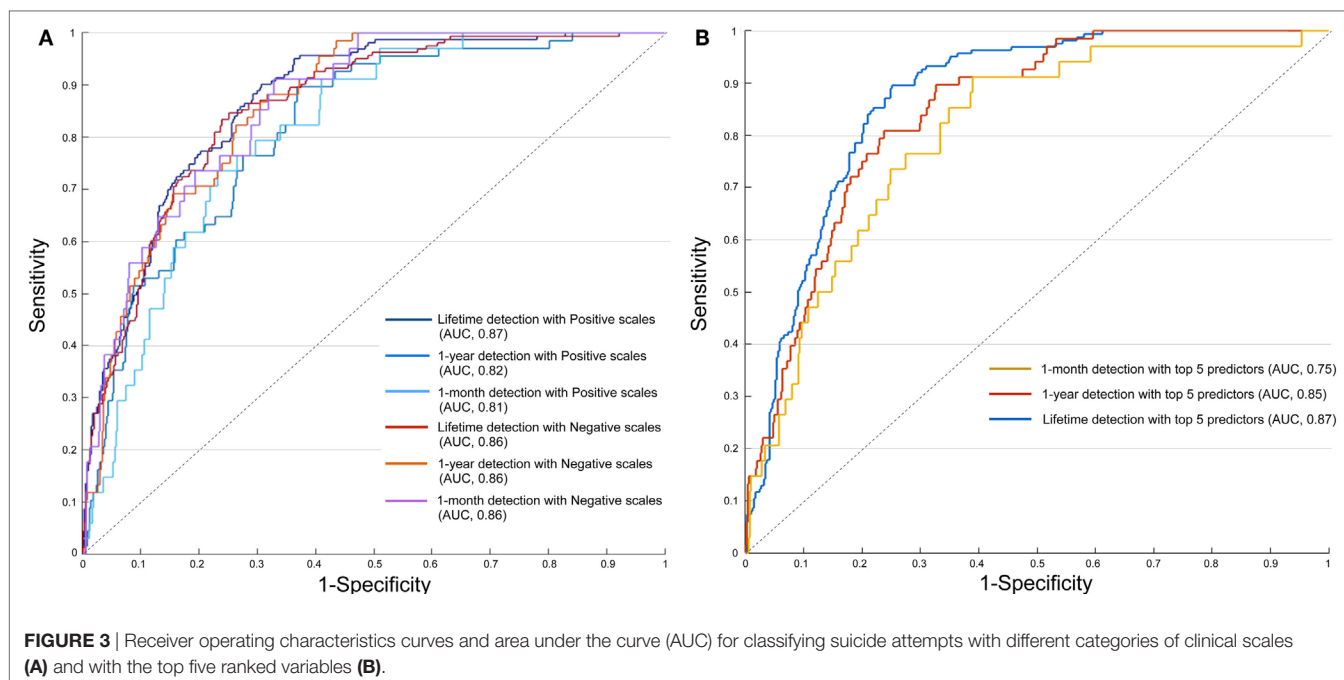 A
Sensitivity
1
0.9
0.8
0.7
0.6
0.5
0.4
0.3
0.2
0.1
0
0 0.1 0.2 0.3 0.4 0.5 0.6 0.7 0.8 0.9 1
1-Specificity
Lifetime detection with Positive scales
(AUC, 0.87)
1-year detection with Positive scales
(AUC, 0.82)
1-month detection with Positive scales
(AUC, 0.81)
Lifetime detection with Negative scales
(AUC, 0.86)
1-year detection with Negative scales
(AUC, 0.86)
1-month detection with Negative scales
(AUC, 0.86)
B
Sensitivity
1
0.9
0.8
0.7
0.6
0.5
0.4
0.3
0.2
0.1
0
0 0.1 0.2 0.3 0.4 0.5 0.6 0.7 0.8 0.9 1
1-Specificity
1-month detection with top 5 predictors (AUC, 0.75)
1-year detection with top 5 predictors (AUC, 0.85)
Lifetime detection with top 5 predictors (AUC, 0.87)
FIGURE 3 | Receiver operating characteristics curves and area under the curve (AUC) for classifying suicide attempts with different categories of clinical scales
(A) and with the top five ranked variables (B).